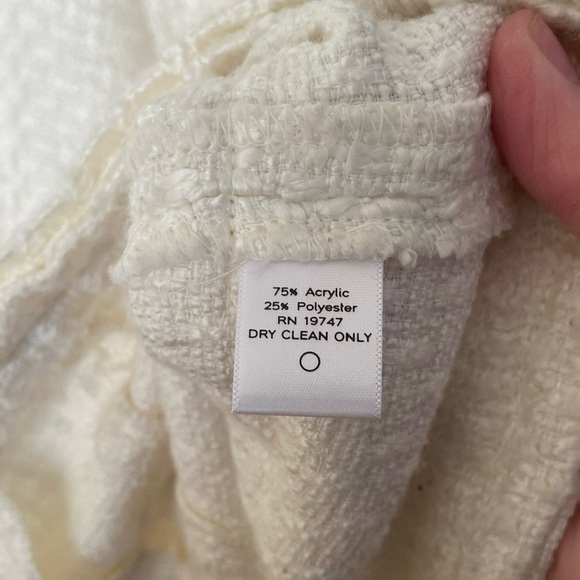 75% Acrylic
25% Polyester
RN 19747
DRY CLEAN ONLY